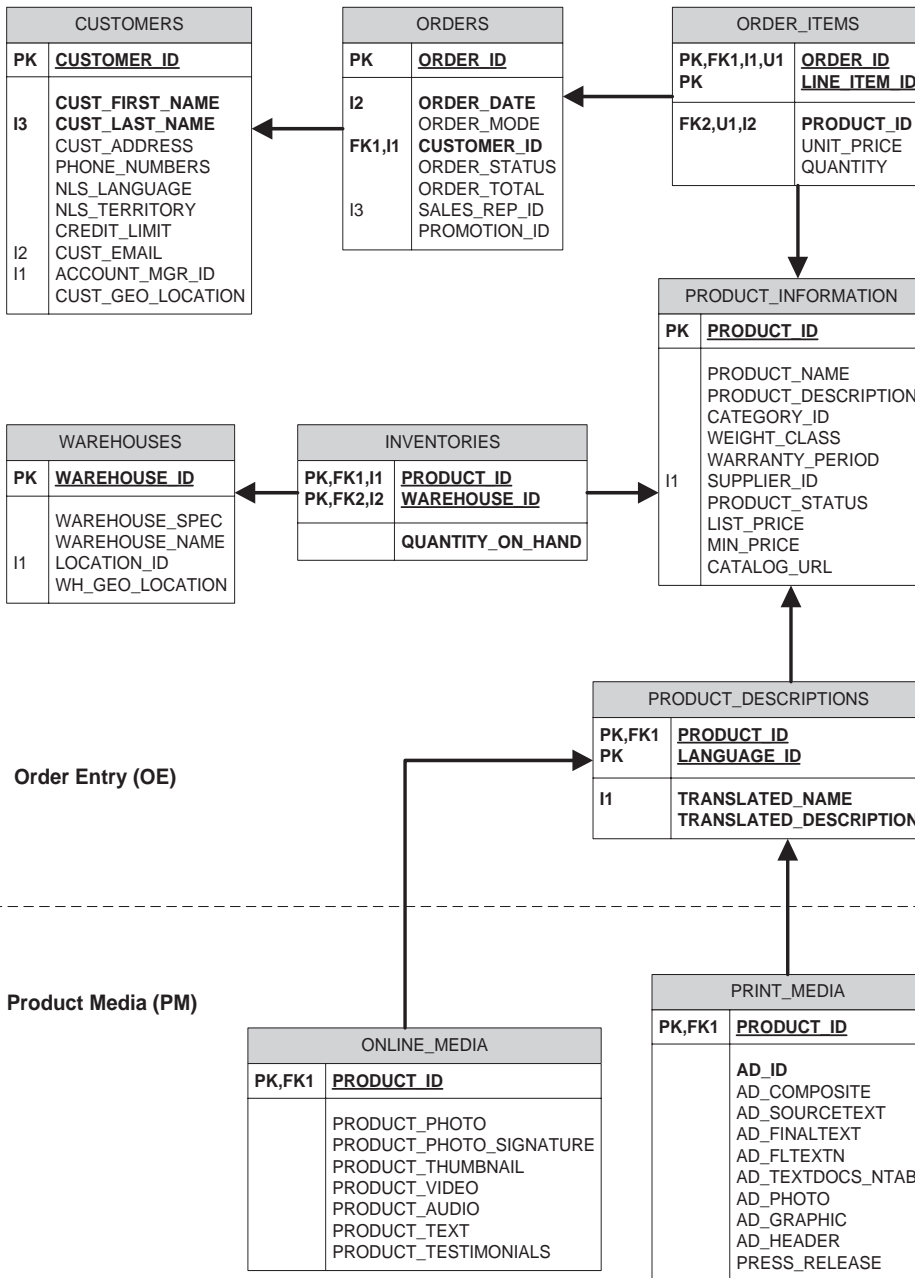 CUSTOMERS
PK CUSTOMER_ID
CUST_FIRST_NAME
I3 CUST_LAST_NAME
CUST_ADDRESS
PHONE_NUMBERS
NLS_LANGUAGE
NLS_TERRITORY
CREDIT_LIMIT
I2 CUST_EMAIL
I1 ACCOUNT_MGR_ID
CUST_GEO_LOCATION
ORDERS
PK ORDER_ID
I2 ORDER_DATE
ORDER_MODE
FK1,I1 CUSTOMER_ID
ORDER_STATUS
ORDER_TOTAL
I3 SALES_REP_ID
PROMOTION_ID
ORDER_ITEMS
PK,FK1,I1,U1 ORDER_ID
PK LINE_ITEM_ID
FK2,U1,I2 PRODUCT_ID
UNIT_PRICE
QUANTITY
PRODUCT_INFORMATION
PK PRODUCT_ID
PRODUCT_NAME
PRODUCT_DESCRIPTION
CATEGORY_ID
WEIGHT_CLASS
WARRANTY_PERIOD
I1 SUPPLIER_ID
PRODUCT_STATUS
LIST_PRICE
MIN_PRICE
CATALOG_URL
WAREHOUSES
PK WAREHOUSE_ID
WAREHOUSE_SPEC
WAREHOUSE_NAME
I1 LOCATION_ID
WH_GEO_LOCATION
INVENTORIES
PK,FK1,I1 PRODUCT_ID
PK,FK2,I2 WAREHOUSE_ID
QUANTITY_ON_HAND
PRODUCT_DESCRIPTIONS
PK,FK1 PRODUCT_ID
PK LANGUAGE_ID
I1 TRANSLATED_NAME
TRANSLATED_DESCRIPTION
Order Entry (OE)
Product Media (PM)
ONLINE_MEDIA
PK,FK1 PRODUCT_ID
PRODUCT_PHOTO
PRODUCT_PHOTO_SIGNATURE
PRODUCT_THUMBNAIL
PRODUCT_VIDEO
PRODUCT_AUDIO
PRODUCT_TEXT
PRODUCT_TESTIMONIALS
PRINT_MEDIA
PK,FK1 PRODUCT_ID
AD_ID
AD_COMPOSITE
AD_SOURCETEXT
AD_FINALTEXT
AD_FLTEXTN
AD_TEXTDOCS_NTAB
AD_PHOTO
AD_GRAPHIC
AD_HEADER
PRESS_RELEASE